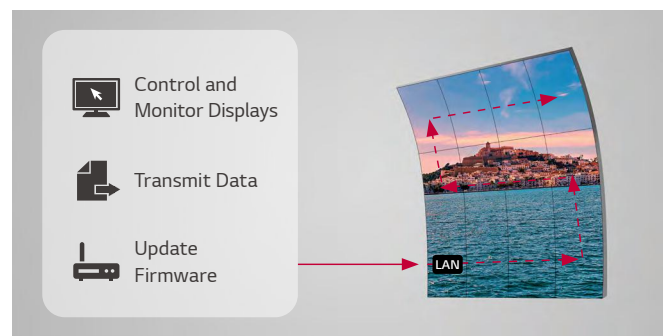 Control and
Monitor Displays
Transmit Data
Update
Firmware
LAN